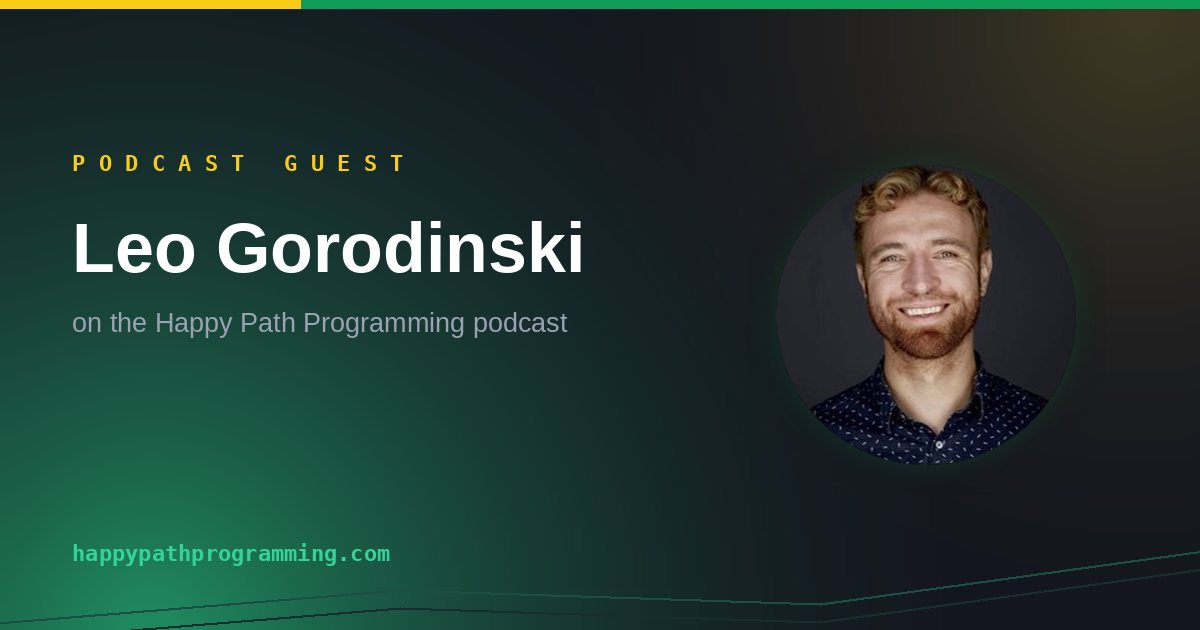 PODCAST GUEST
Leo Gorodinski
on the Happy Path Programming podcast
happypathprogramming.com